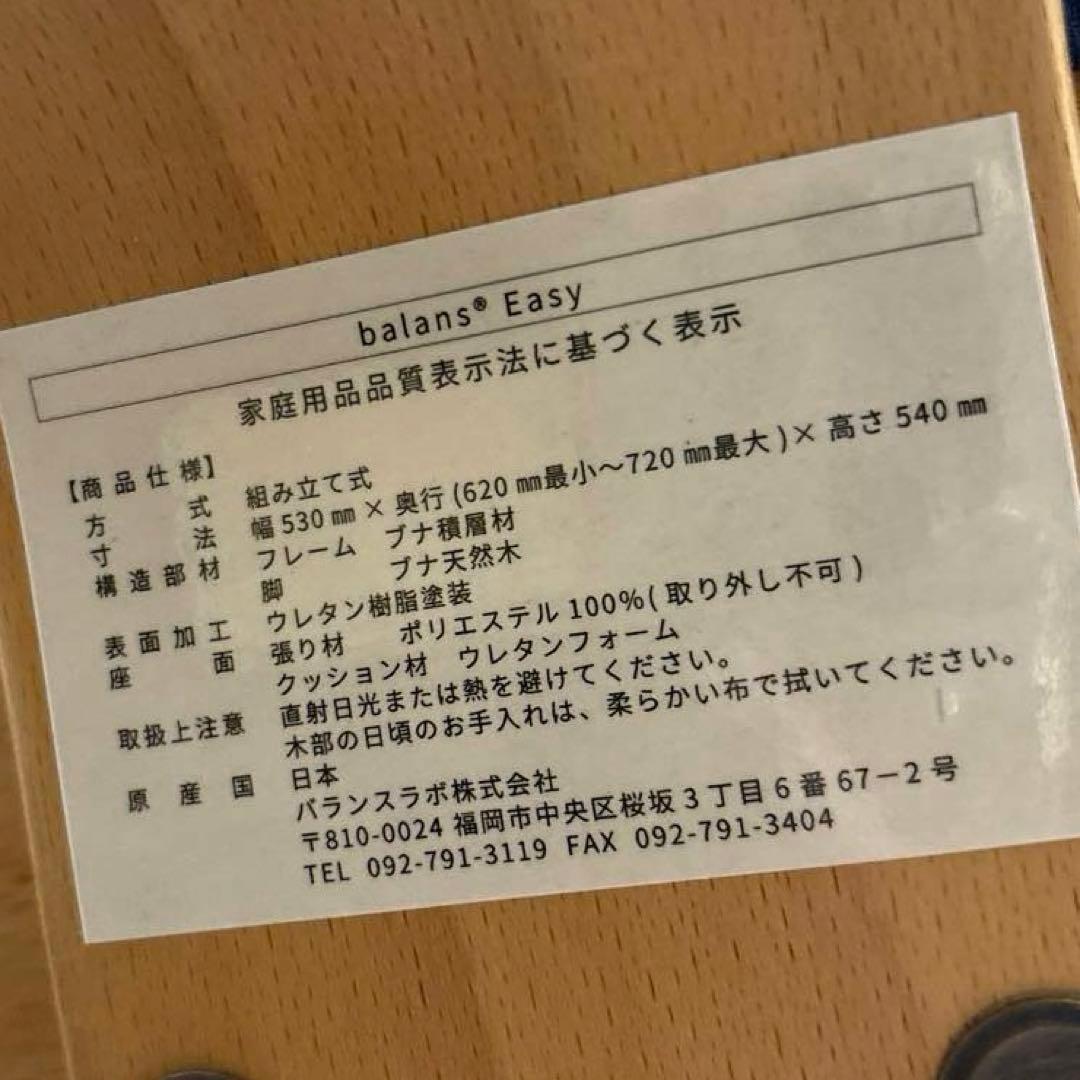 balans® Easy
家庭用品品質表示法に基づく表示
【商品仕様】
方式 組み立て式
寸法 幅 530 ㎜ × 奥行 (620 ㎜最小～720 ㎜最大 )× 高さ 540 ㎜
構造部材 フレーム ブナ積層材
脚 ブナ天然木
表面加工 ウレタン樹脂塗装
座面 張り材 ポリエステル 100%( 取り外し不可 )
クッション材 ウレタンフォーム
取扱上注意 直射日光または熱を避けてください。
木部の日頃のお手入れは、柔らかい布で拭いてください。
原産国 日本
バランスラボ株式会社
〒810-0024 福岡市中央区桜坂 3 丁目 6 番 67－2 号
TEL 092-791-3119 FAX 092-791-3404